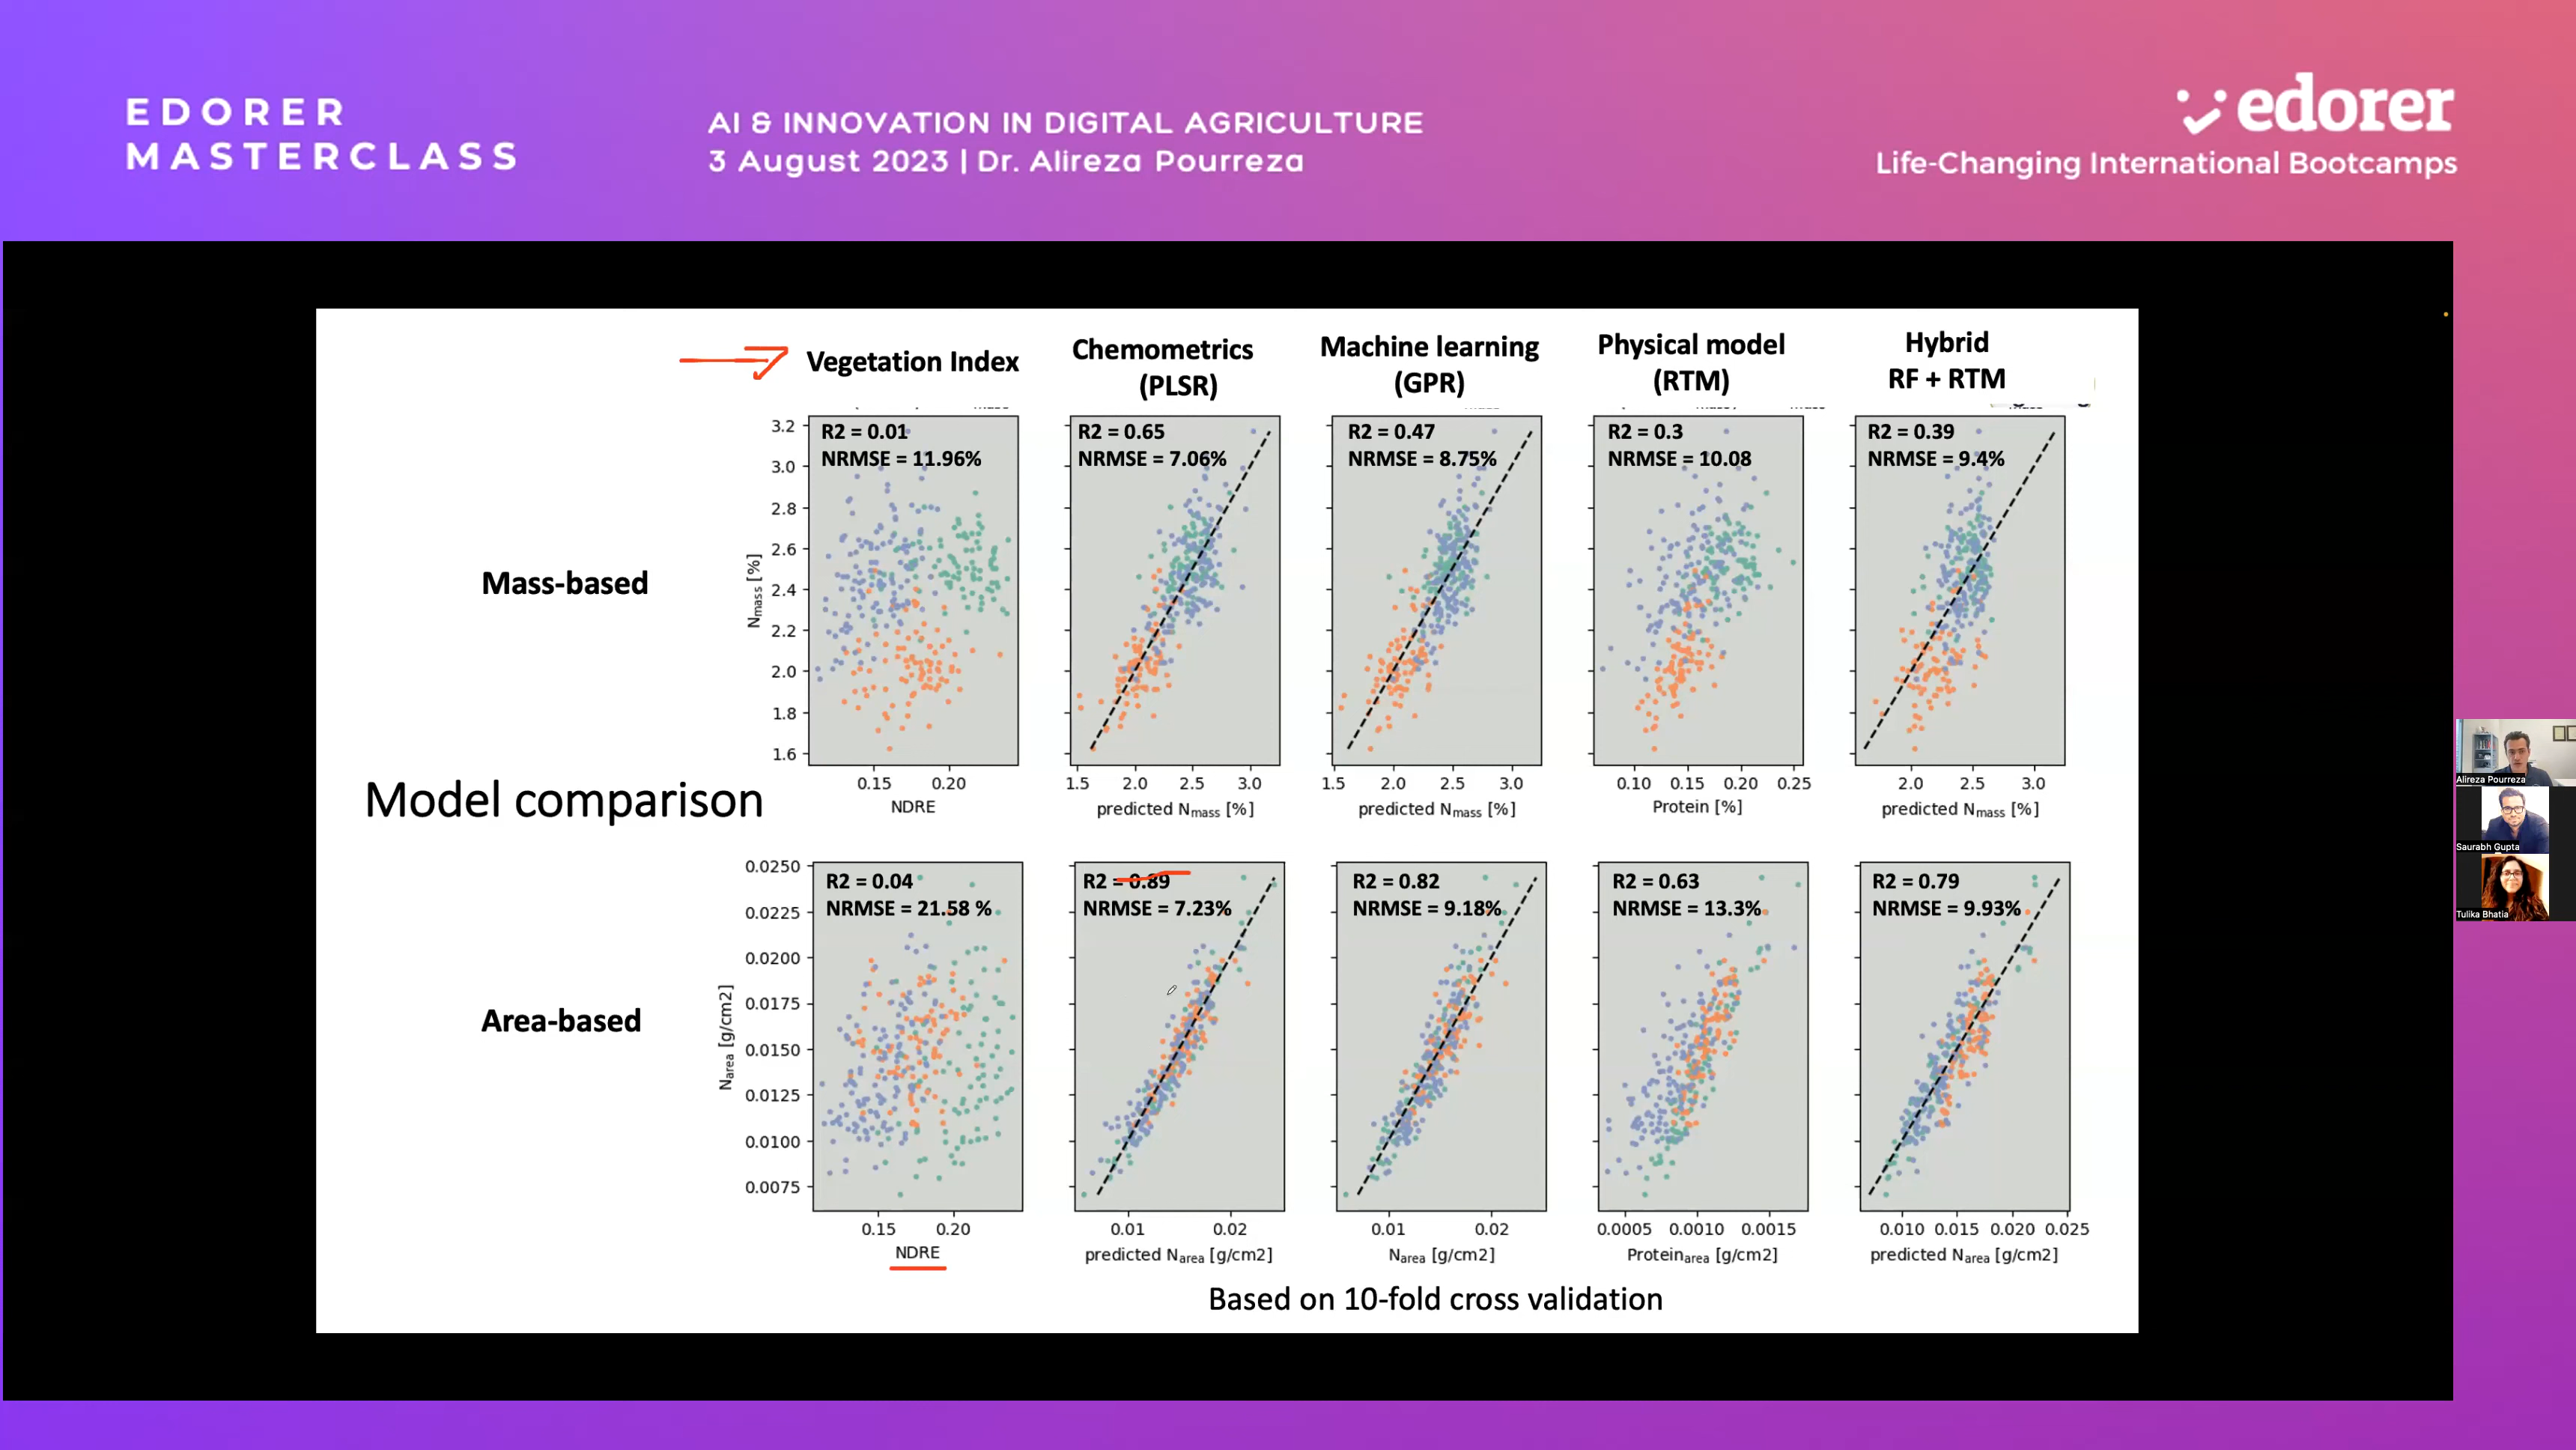 EDORER
MASTERCLASS
AI & INNOVATION IN DIGITAL AGRICULTURE
3 August 2023 | Dr. Alireza Pourreza
edorer
Life-Changing International Bootcamps
Vegetation Index
Chemometrics
(PLSR)
Machine learning
(GPR)
Physical model
(RTM)
Hybrid
RF + RTM
Mass-based
Nmass [%]
3.2
3.0
2.8
2.6
2.4
2.2
2.0
1.8
1.6
R2 = 0.01
NRMSE = 11.96%
R2 = 0.65
NRMSE = 7.06%
R2 = 0.47
NRMSE = 8.75%
R2 = 0.3
NRMSE = 10.08
R2 = 0.39
NRMSE = 9.4%
0.15 0.20
NDRE
1.5 2.0 2.5 3.0
predicted Nmass [%]
1.5 2.0 2.5 3.0
predicted Nmass [%]
0.10 0.15 0.20 0.25
Protein [%]
2.0 2.5 3.0
predicted Nmass [%]
Model comparison
Area-based
Narea [g/cm2]
0.0250
0.0225
0.0200
0.0175
0.0150
0.0125
0.0100
0.0075
R2 = 0.04
NRMSE = 21.58 %
R2 = 0.89
NRMSE = 7.23%
R2 = 0.82
NRMSE = 9.18%
R2 = 0.63
NRMSE = 13.3%
R2 = 0.79
NRMSE = 9.93%
0.15 0.20
NDRE
0.01 0.02
predicted Narea [g/cm2]
0.01 0.02
Narea [g/cm2]
0.0005 0.0010 0.0015
Proteinarea [g/cm2]
0.010 0.015 0.020 0.025
predicted Narea [g/cm2]
Based on 10-fold cross validation
Alireza Pourreza
Saurabh Gupta
Tulika Bhatia